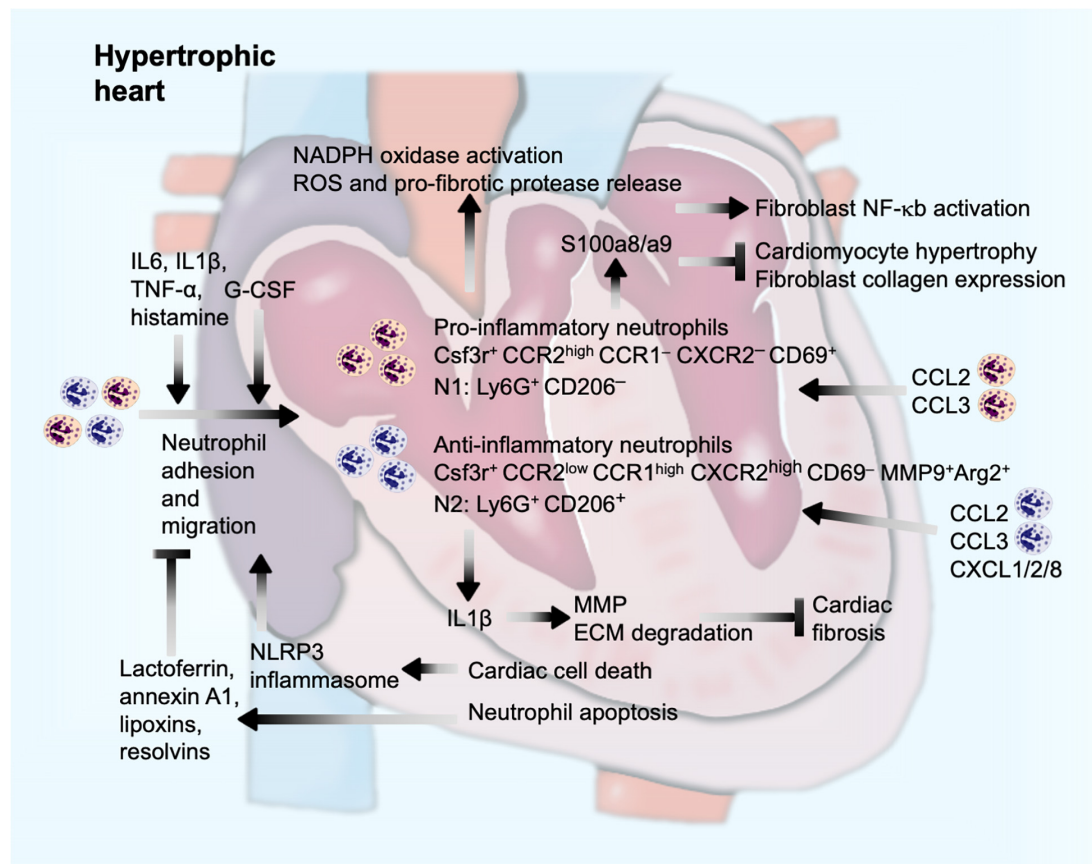 Hypertrophic
heart
NADPH oxidase activation
ROS and pro-fibrotic protease release
Fibroblast NF-κb activation
S100a8/a9
Cardiomyocyte hypertrophy
Fibroblast collagen expression
IL6, IL1β,
TNF-α,
histamine
G-CSF
Pro-inflammatory neutrophils
Csf3r⁺ CCR2ʰⁱᵍʰ CCR1⁻ CXCR2⁻ CD69⁺
N1: Ly6G⁺ CD206⁻
CCL2
CCL3
Neutrophil
adhesion
and
migration
Anti-inflammatory neutrophils
Csf3r⁺ CCR2ˡᵒʷ CCR1ʰⁱᵍʰ CXCR2ʰⁱᵍʰ CD69⁻ MMP9⁺Arg2⁺
N2: Ly6G⁺ CD206⁺
CCL2
CCL3
CXCL1/2/8
IL1β
MMP
ECM degradation
Cardiac
fibrosis
NLRP3
inflammasome
Cardiac cell death
Lactoferrin,
annexin A1,
lipoxins,
resolvins
Neutrophil apoptosis